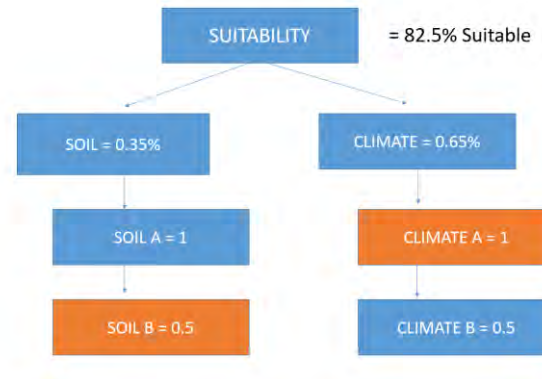 SUITABILITY
= 82.5% Suitable
SOIL = 0.35%
CLIMATE = 0.65%
SOIL A = 1
CLIMATE A = 1
SOIL B = 0.5
CLIMATE B = 0.5